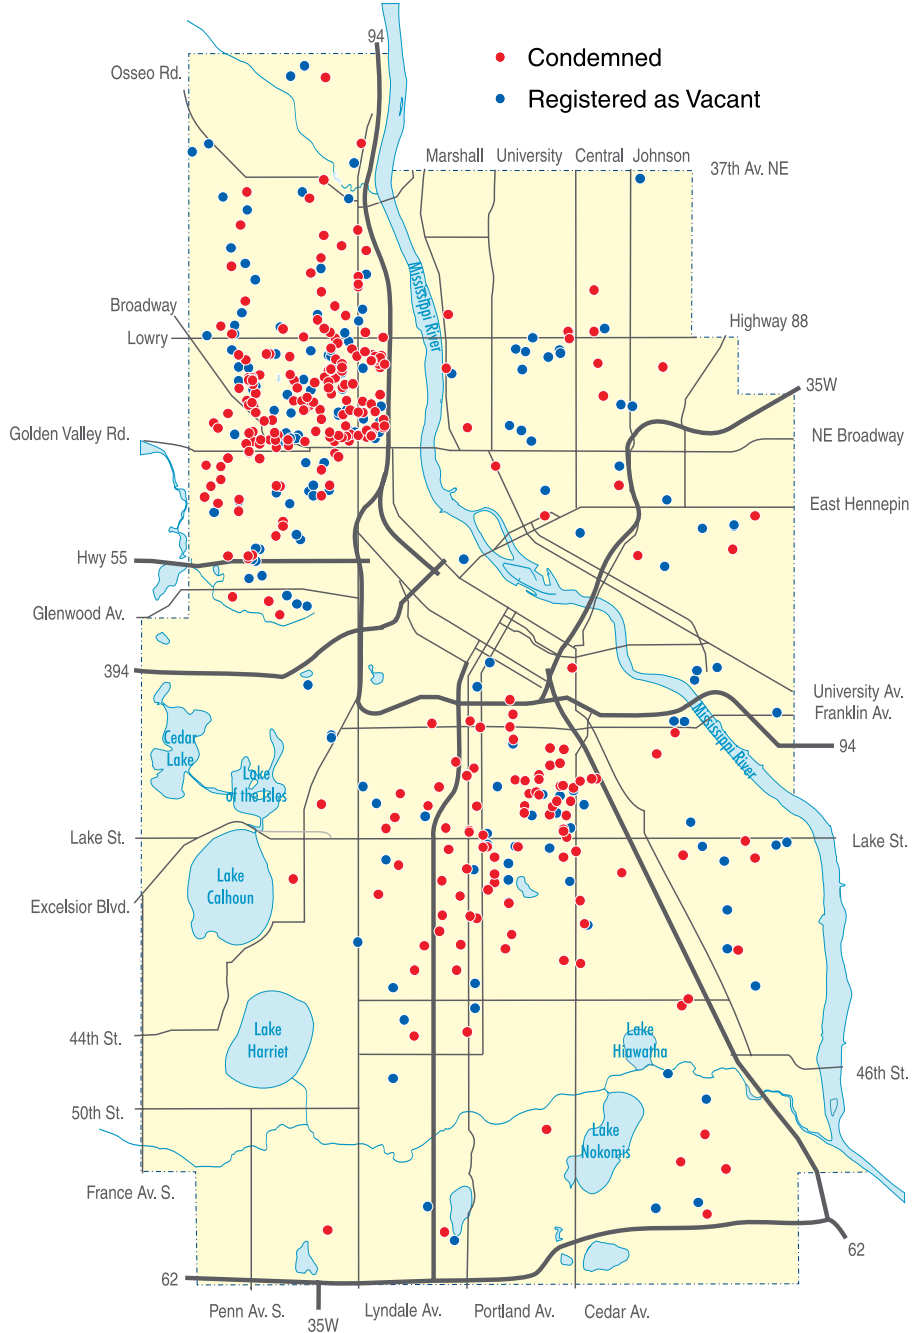 94
Condemned
Osseo Rd.
Registered as Vacant
Marshall
University
Central
Johnson
37th Av. NE
Mississippi River
Broadway
Highway 88
Lowry
35W
Golden Valley Rd.
NE Broadway
East Hennepin
Hwy 55
Glenwood Av.
394
University Av.
Franklin Av.
Mississippi River
Cedar
Lake
94
Lake
of the Isles
Lake St.
Lake St.
Lake
Calhoun
Excelsior Blvd.
Lake
Harriet
Lake
Hiawatha
44th St.
46th St.
50th St.
Lake
Nokomis
France Av. S.
62
62
Penn Av. S.
Lyndale Av.
Portland Av.
Cedar Av.
35W